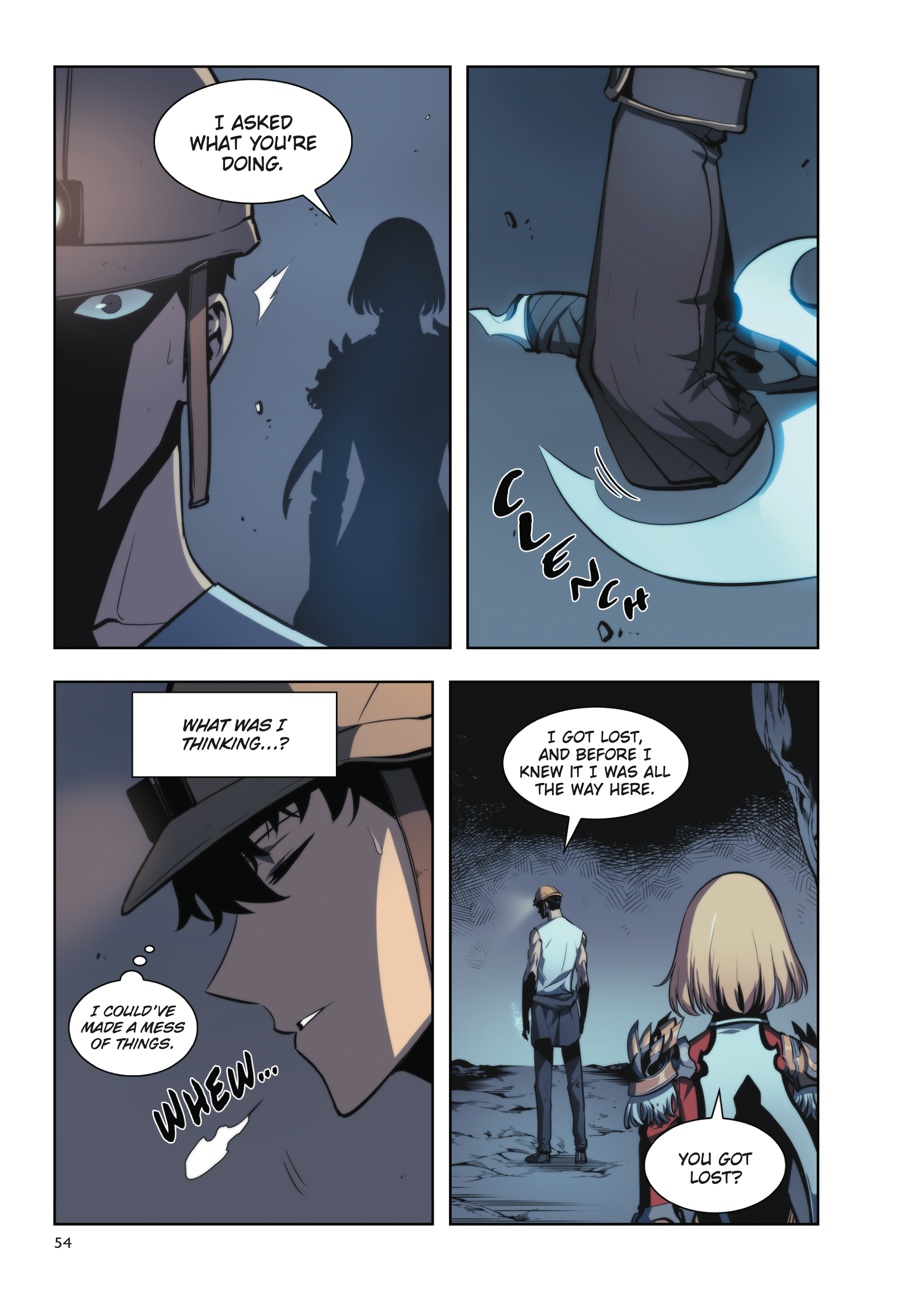 I ASKED
WHAT YOU'RE
DOING.
CLENCH
WHAT WAS I
THINKING...?
I COULD'VE
MADE A MESS
OF THINGS.
WHEW...
I GOT LOST,
AND BEFORE I
KNEW IT I WAS ALL
THE WAY HERE.
YOU GOT
LOST?
54